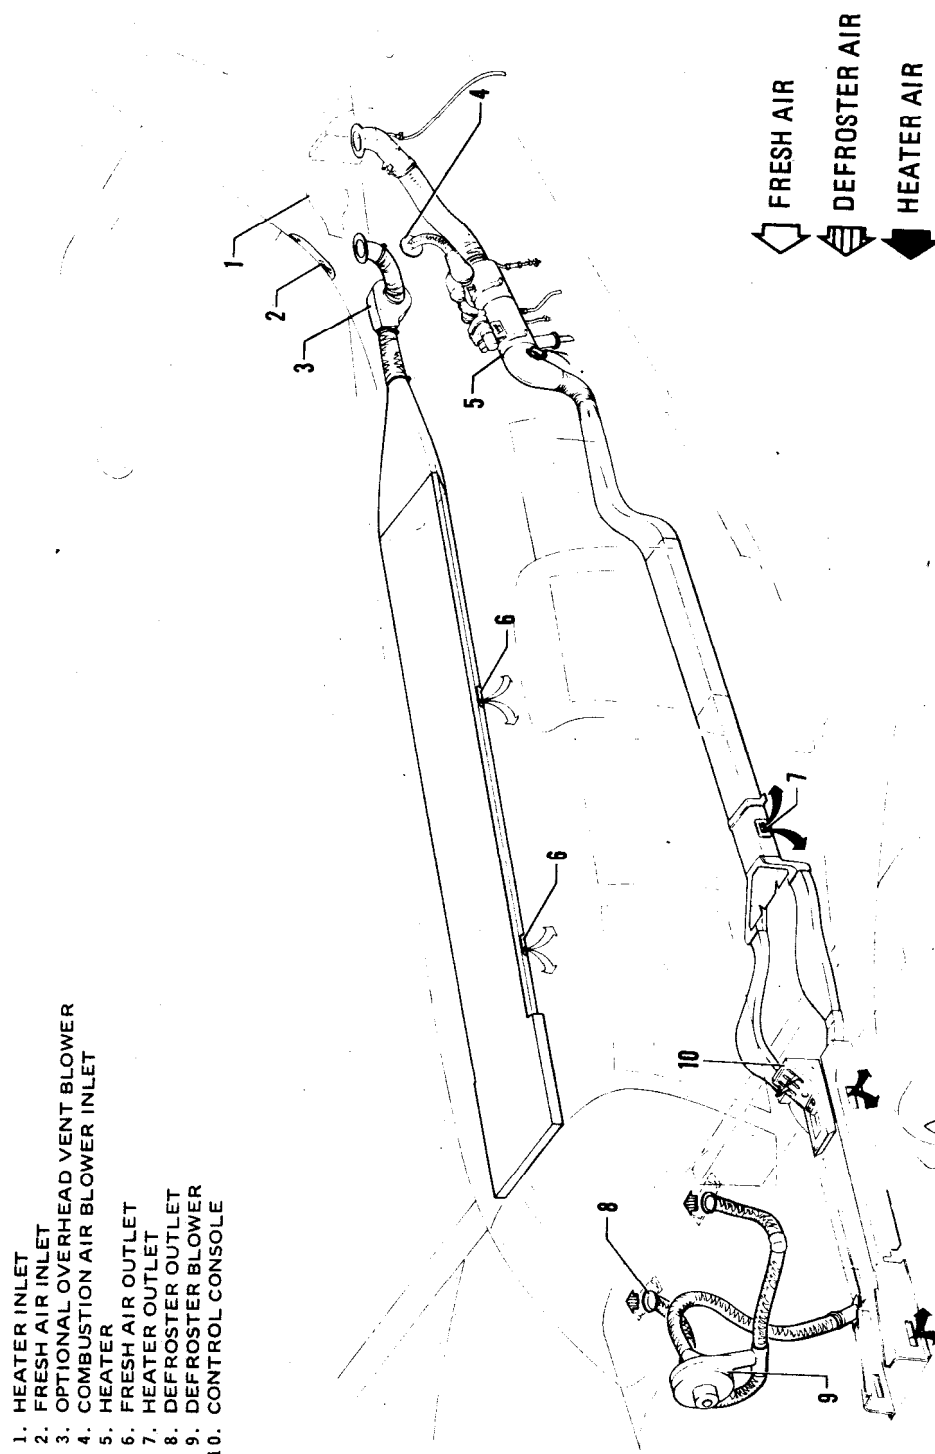 1. HEATER INLET
2. FRESH AIR INLET
3. OPTIONAL OVERHEAD VENT BLOWER
4. COMBUSTION AIR BLOWER INLET
5. HEATER
6. FRESH AIR OUTLET
7. HEATER OUTLET
8. DEFROSTER OUTLET
9. DEFROSTER BLOWER
10. CONTROL CONSOLE
1
2
3
4
5
6
6
7
10
8
9
FRESH AIR
DEFROSTER AIR
HEATER AIR